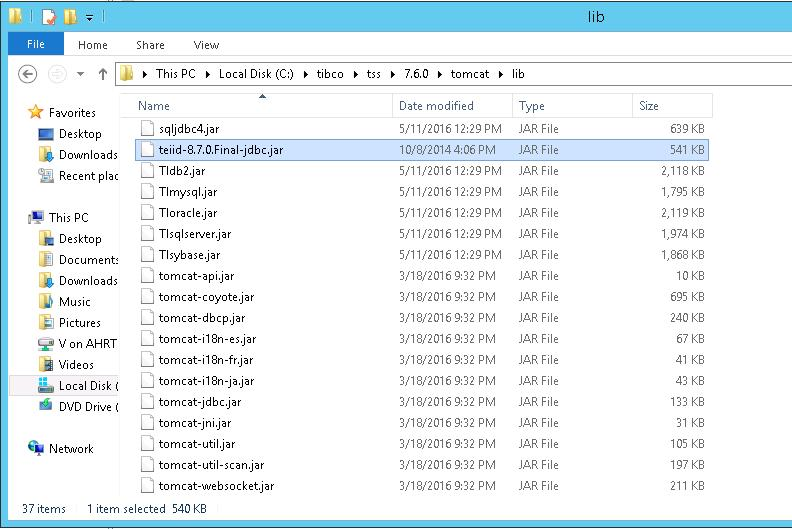 lib
File Home Share View
This PC Local Disk (C:) tibco tss 7.6.0 tomcat lib
Name Date modified Type Size
Favorites
Desktop
Downloads
Recent plac
This PC
Desktop
Documents
Downloads
Music
Pictures
V on AHRT
Videos
Local Disk (
DVD Drive (
Network
sqljdbc4.jar 5/11/2016 12:29 PM JAR File 639 KB
teiid-8.7.0.Final-jdbc.jar 10/8/2014 4:06 PM JAR File 541 KB
TIdb2.jar 5/11/2016 12:29 PM JAR File 2,118 KB
TImysql.jar 5/11/2016 12:29 PM JAR File 1,795 KB
TIoracle.jar 5/11/2016 12:29 PM JAR File 2,119 KB
TIsqlserver.jar 5/11/2016 12:29 PM JAR File 1,974 KB
TIsybase.jar 5/11/2016 12:29 PM JAR File 1,868 KB
tomcat-api.jar 3/18/2016 9:32 PM JAR File 10 KB
tomcat-coyote.jar 3/18/2016 9:32 PM JAR File 695 KB
tomcat-dbcp.jar 3/18/2016 9:32 PM JAR File 240 KB
tomcat-i18n-es.jar 3/18/2016 9:32 PM JAR File 67 KB
tomcat-i18n-fr.jar 3/18/2016 9:32 PM JAR File 41 KB
tomcat-i18n-ja.jar 3/18/2016 9:32 PM JAR File 43 KB
tomcat-jdbc.jar 3/18/2016 9:32 PM JAR File 133 KB
tomcat-jni.jar 3/18/2016 9:32 PM JAR File 31 KB
tomcat-util.jar 3/18/2016 9:32 PM JAR File 105 KB
tomcat-util-scan.jar 3/18/2016 9:32 PM JAR File 197 KB
tomcat-websocket.jar 3/18/2016 9:32 PM JAR File 211 KB
37 items 1 item selected 540 KB